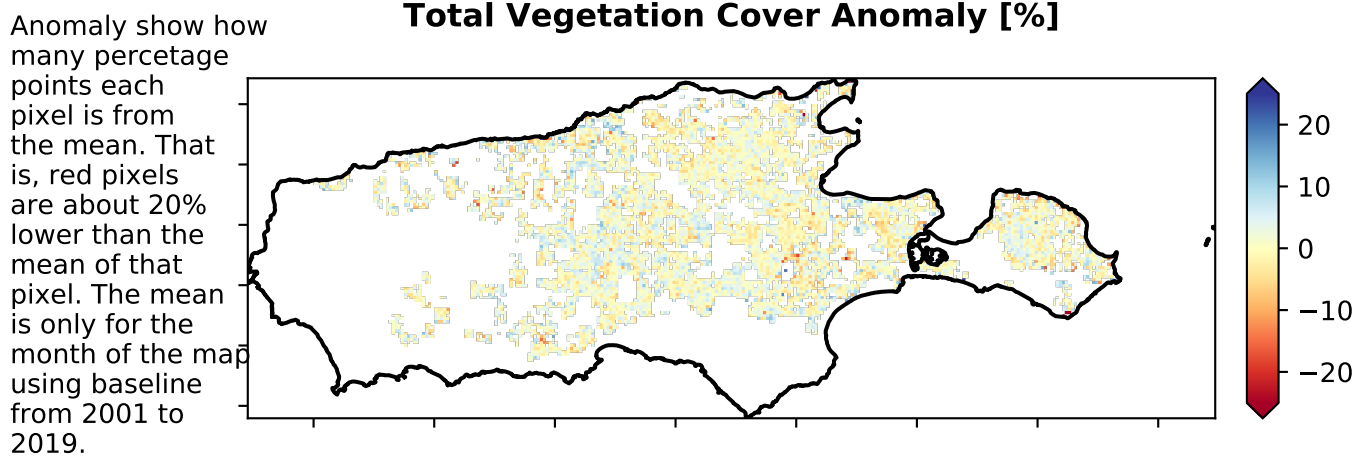 Total Vegetation Cover Anomaly [%]
Anomaly show how
many percetage
points each
pixel is from
the mean. That
is, red pixels
are about 20%
lower than the
mean of that
pixel. The mean
is only for the
month of the map
using baseline
from 2001 to
2019.
20
10
0
−10
−20